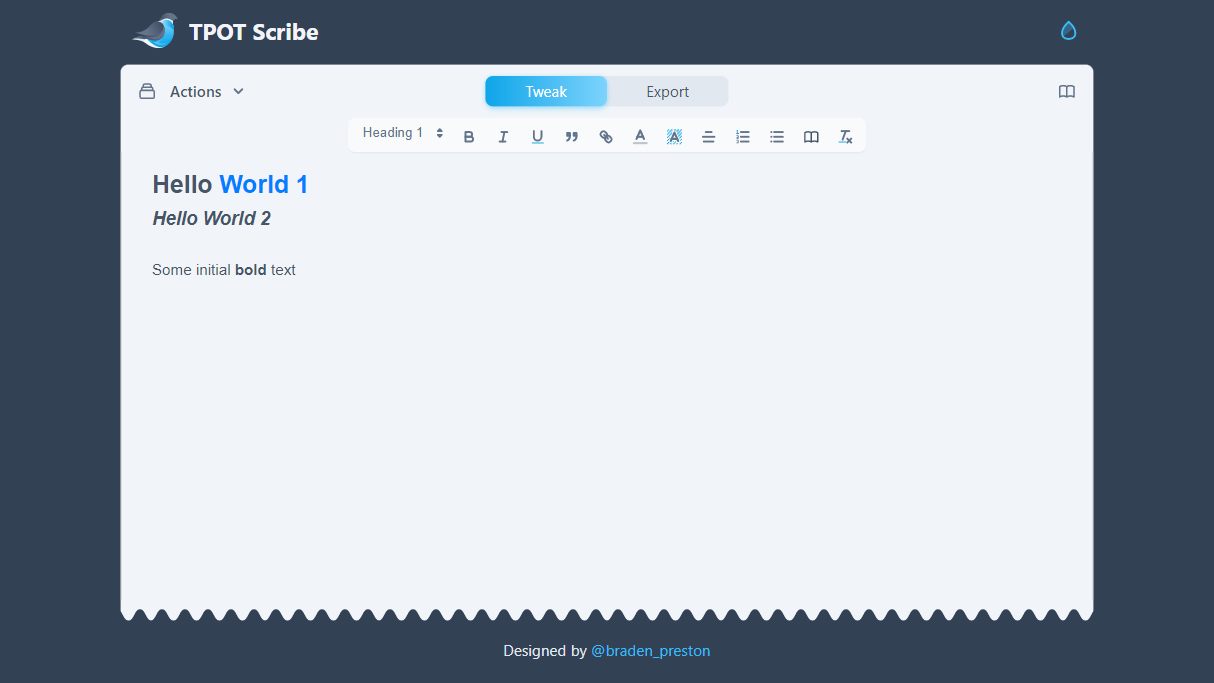 TPOT Scribe
Actions
Tweak
Export
Heading 1
Hello World 1
Hello World 2
Some initial bold text
Designed by @braden_preston